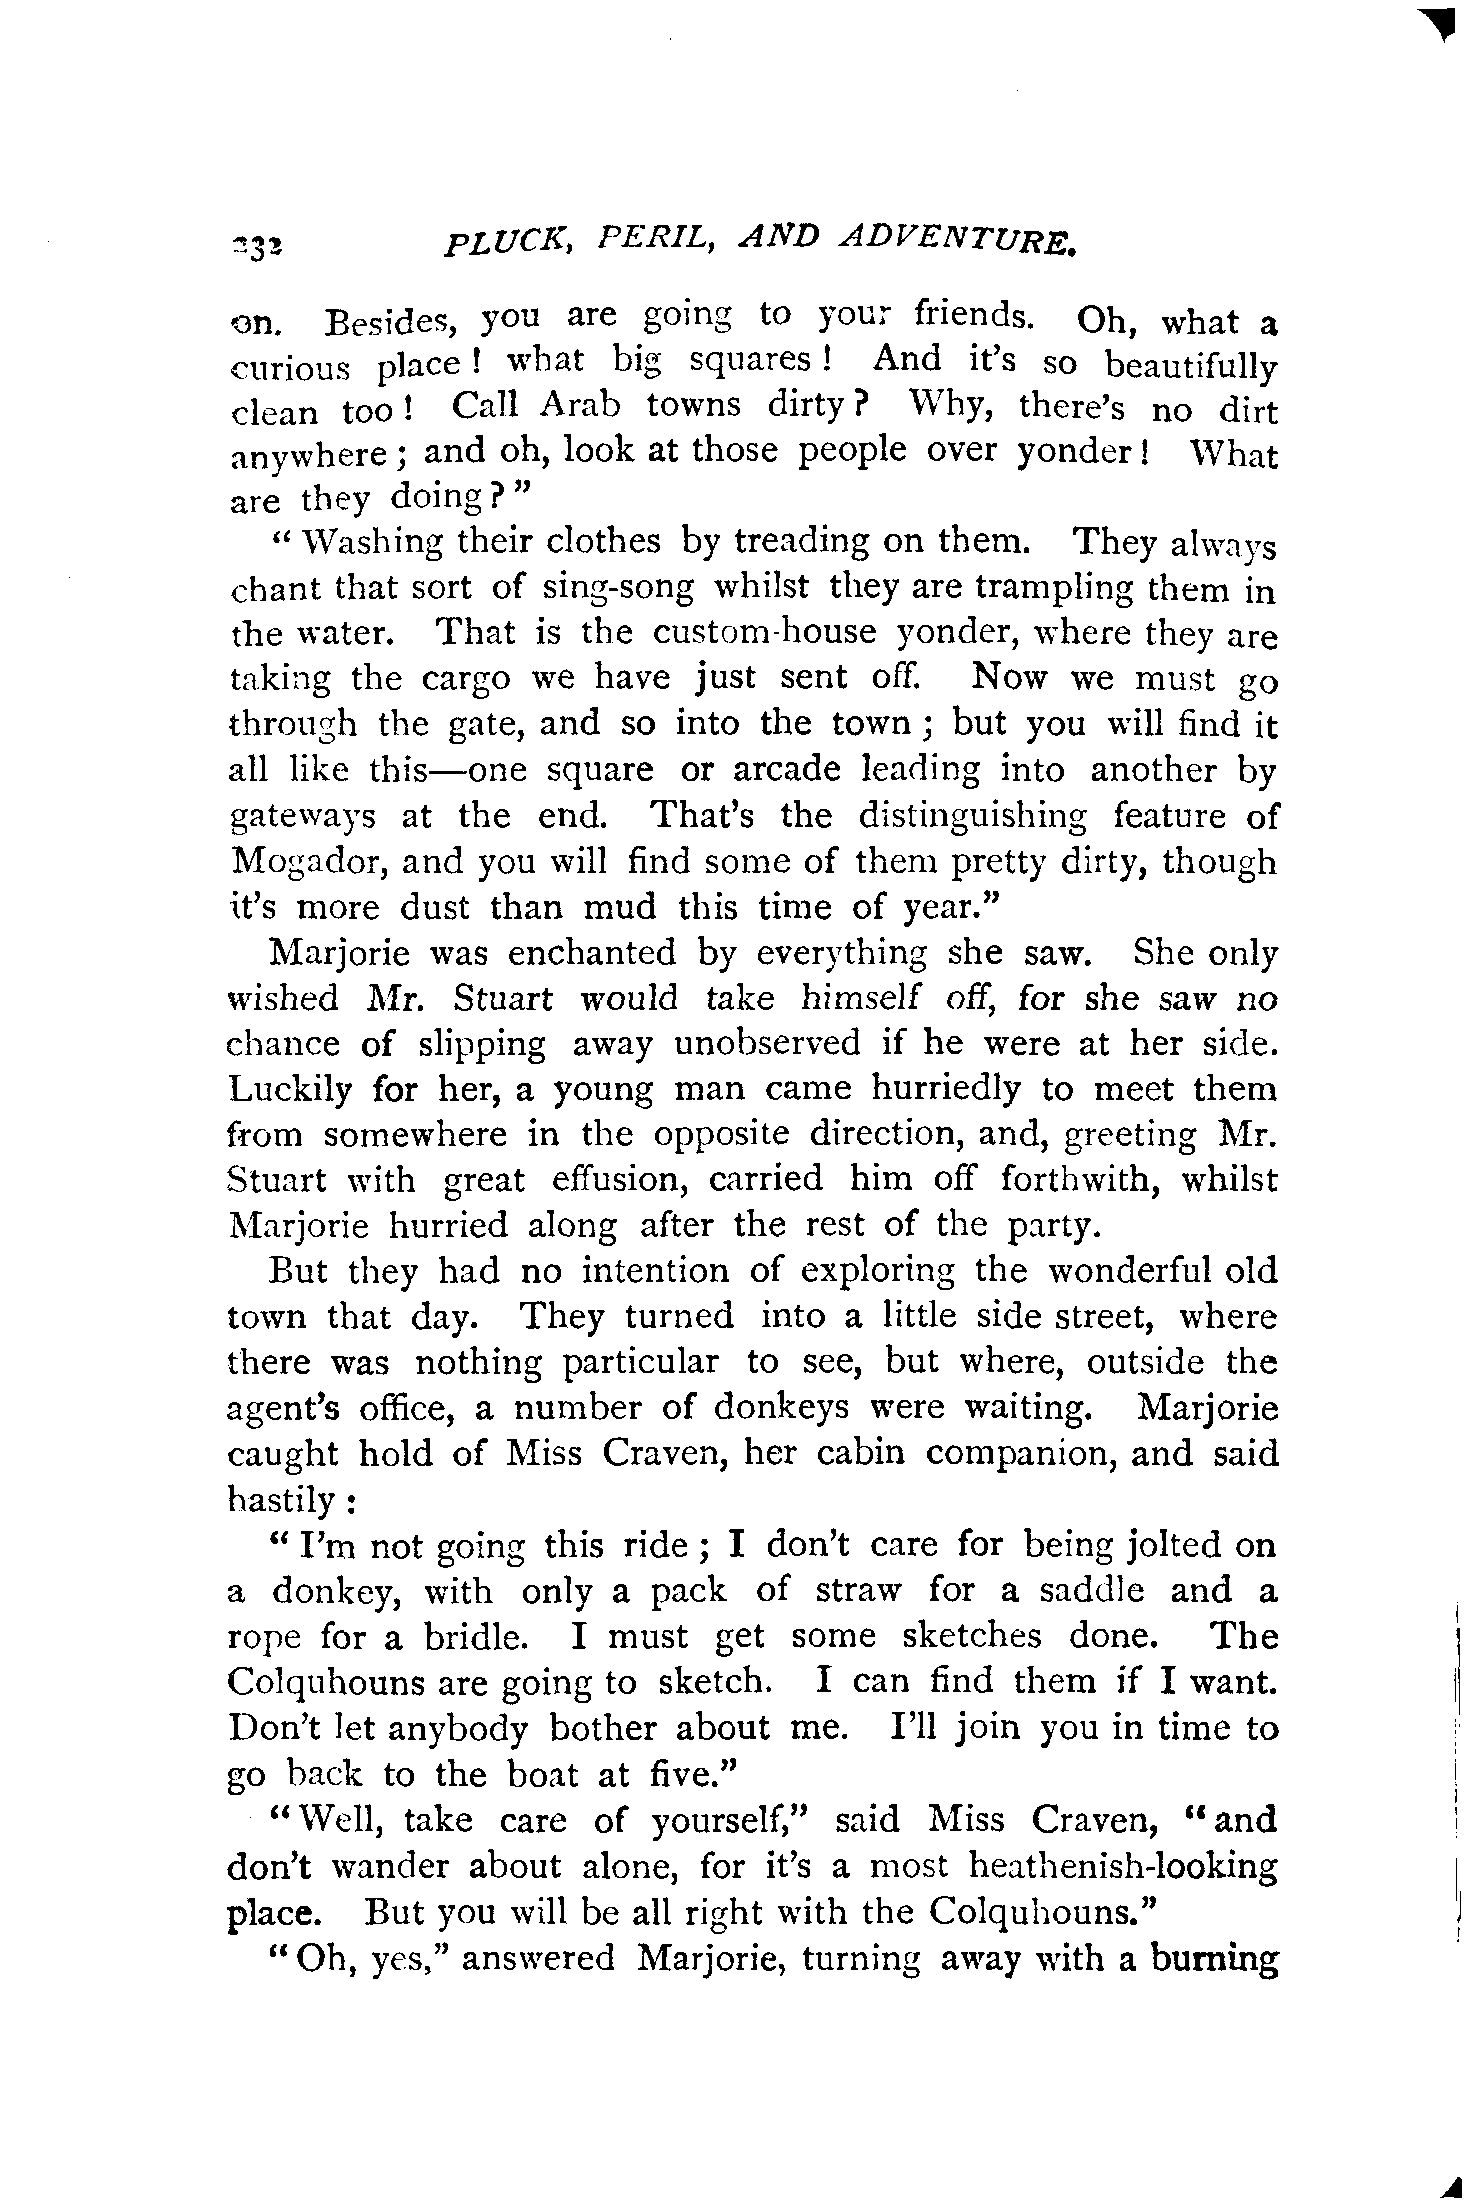 232 PLUCK, PERIL, AND ADVENTURE.
on. Besides, you are going to your friends. Oh, what a
curious place! what big squares! And it's so beautifully
clean too! Call Arab towns dirty? Why, there's no dirt
anywhere; and oh, look at those people over yonder! What
are they doing?"
"Washing their clothes by treading on them. They always
chant that sort of sing-song whilst they are trampling them in
the water. That is the custom-house yonder, where they are
taking the cargo we have just sent off. Now we must go
through the gate, and so into the town; but you will find it
all like this—one square or arcade leading into another by
gateways at the end. That's the distinguishing feature of
Mogador, and you will find some of them pretty dirty, though
it's more dust than mud this time of year."
Marjorie was enchanted by everything she saw. She only
wished Mr. Stuart would take himself off, for she saw no
chance of slipping away unobserved if he were at her side.
Luckily for her, a young man came hurriedly to meet them
from somewhere in the opposite direction, and, greeting Mr.
Stuart with great effusion, carried him off forthwith, whilst
Marjorie hurried along after the rest of the party.
But they had no intention of exploring the wonderful old
town that day. They turned into a little side street, where
there was nothing particular to see, but where, outside the
agent's office, a number of donkeys were waiting. Marjorie
caught hold of Miss Craven, her cabin companion, and said
hastily:
"I'm not going this ride; I don't care for being jolted on
a donkey, with only a pack of straw for a saddle and a
rope for a bridle. I must get some sketches done. The
Colquhouns are going to sketch. I can find them if I want.
Don't let anybody bother about me. I'll join you in time to
go back to the boat at five."
"Well, take care of yourself," said Miss Craven, "and
don't wander about alone, for it's a most heathenish-looking
place. But you will be all right with the Colquhouns."
"Oh, yes," answered Marjorie, turning away with a burning